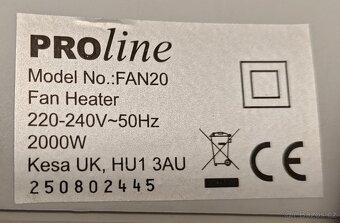 PROline
Model No.:FAN20
Fan Heater
220-240V~50Hz
2000W
Kesa UK, HU1 3AU
250802445
CE